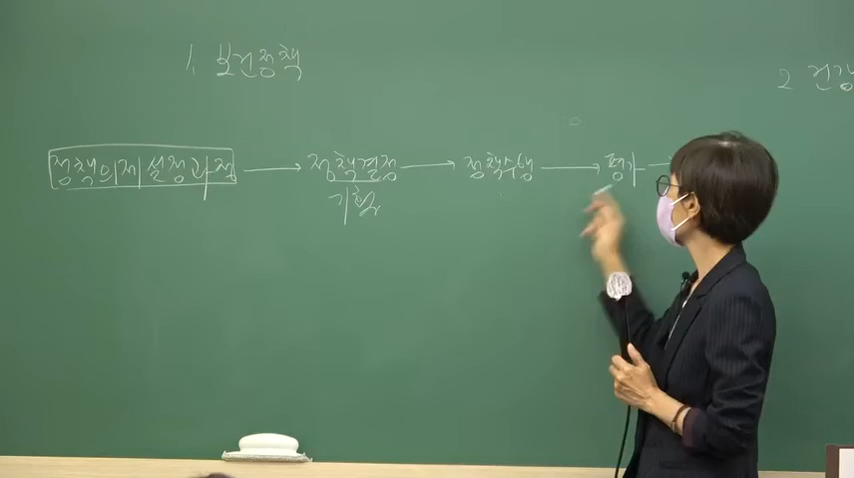 1. 보건정책
2 건강
정책의제설정과정 → 정책결정 → 정책수행 → 평가 →
기획